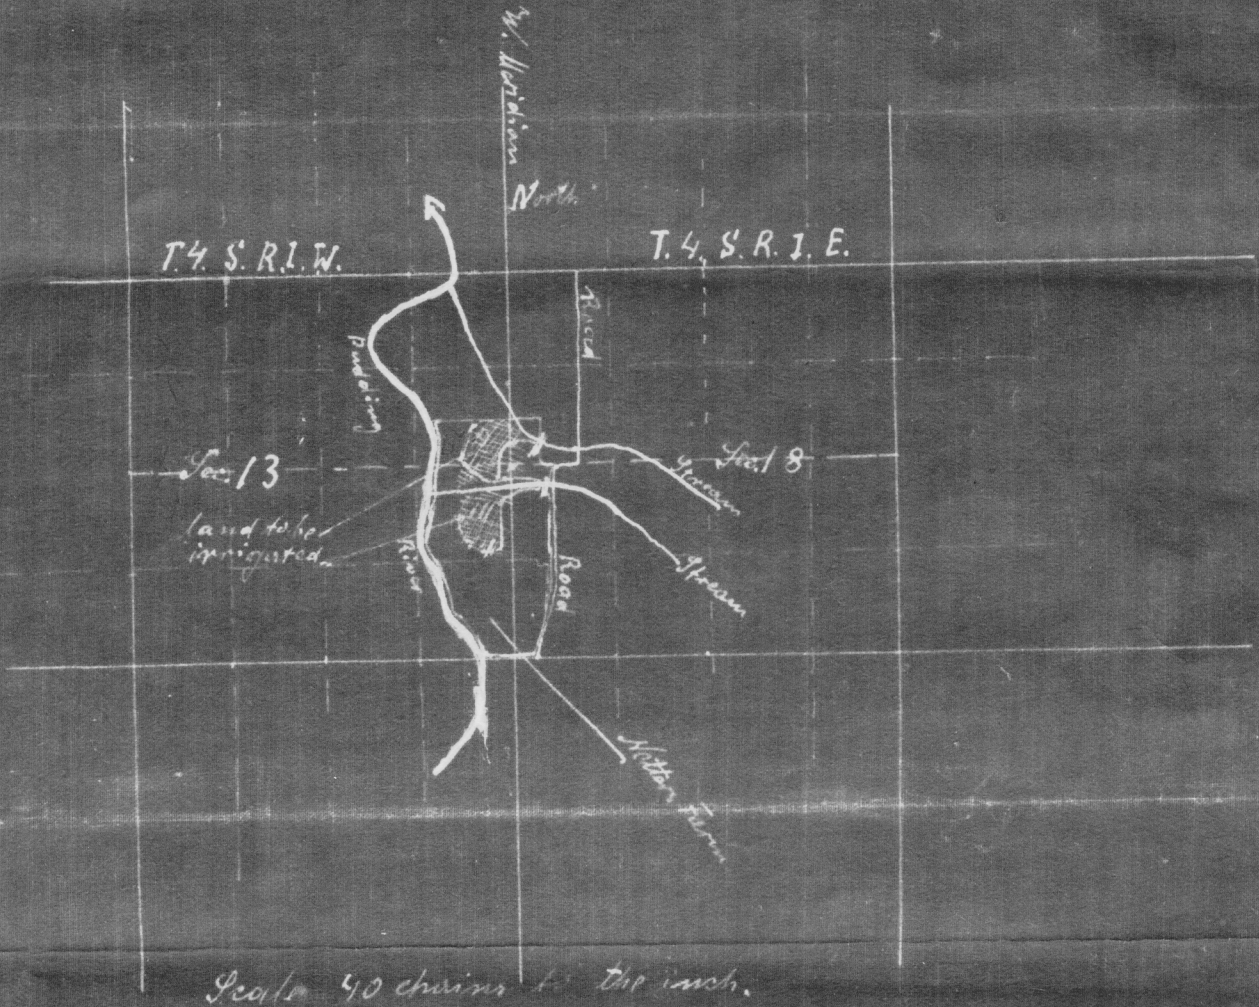 W. Meridian
North
T. 4. S. R. 1. W.
T. 4. S. R. 1. E.
Road
Pudding
Sec. 13
Sec. 18
Stream
land to be
irrigated
River
Road
Stream
Farm
Scale 40 chains to the inch.